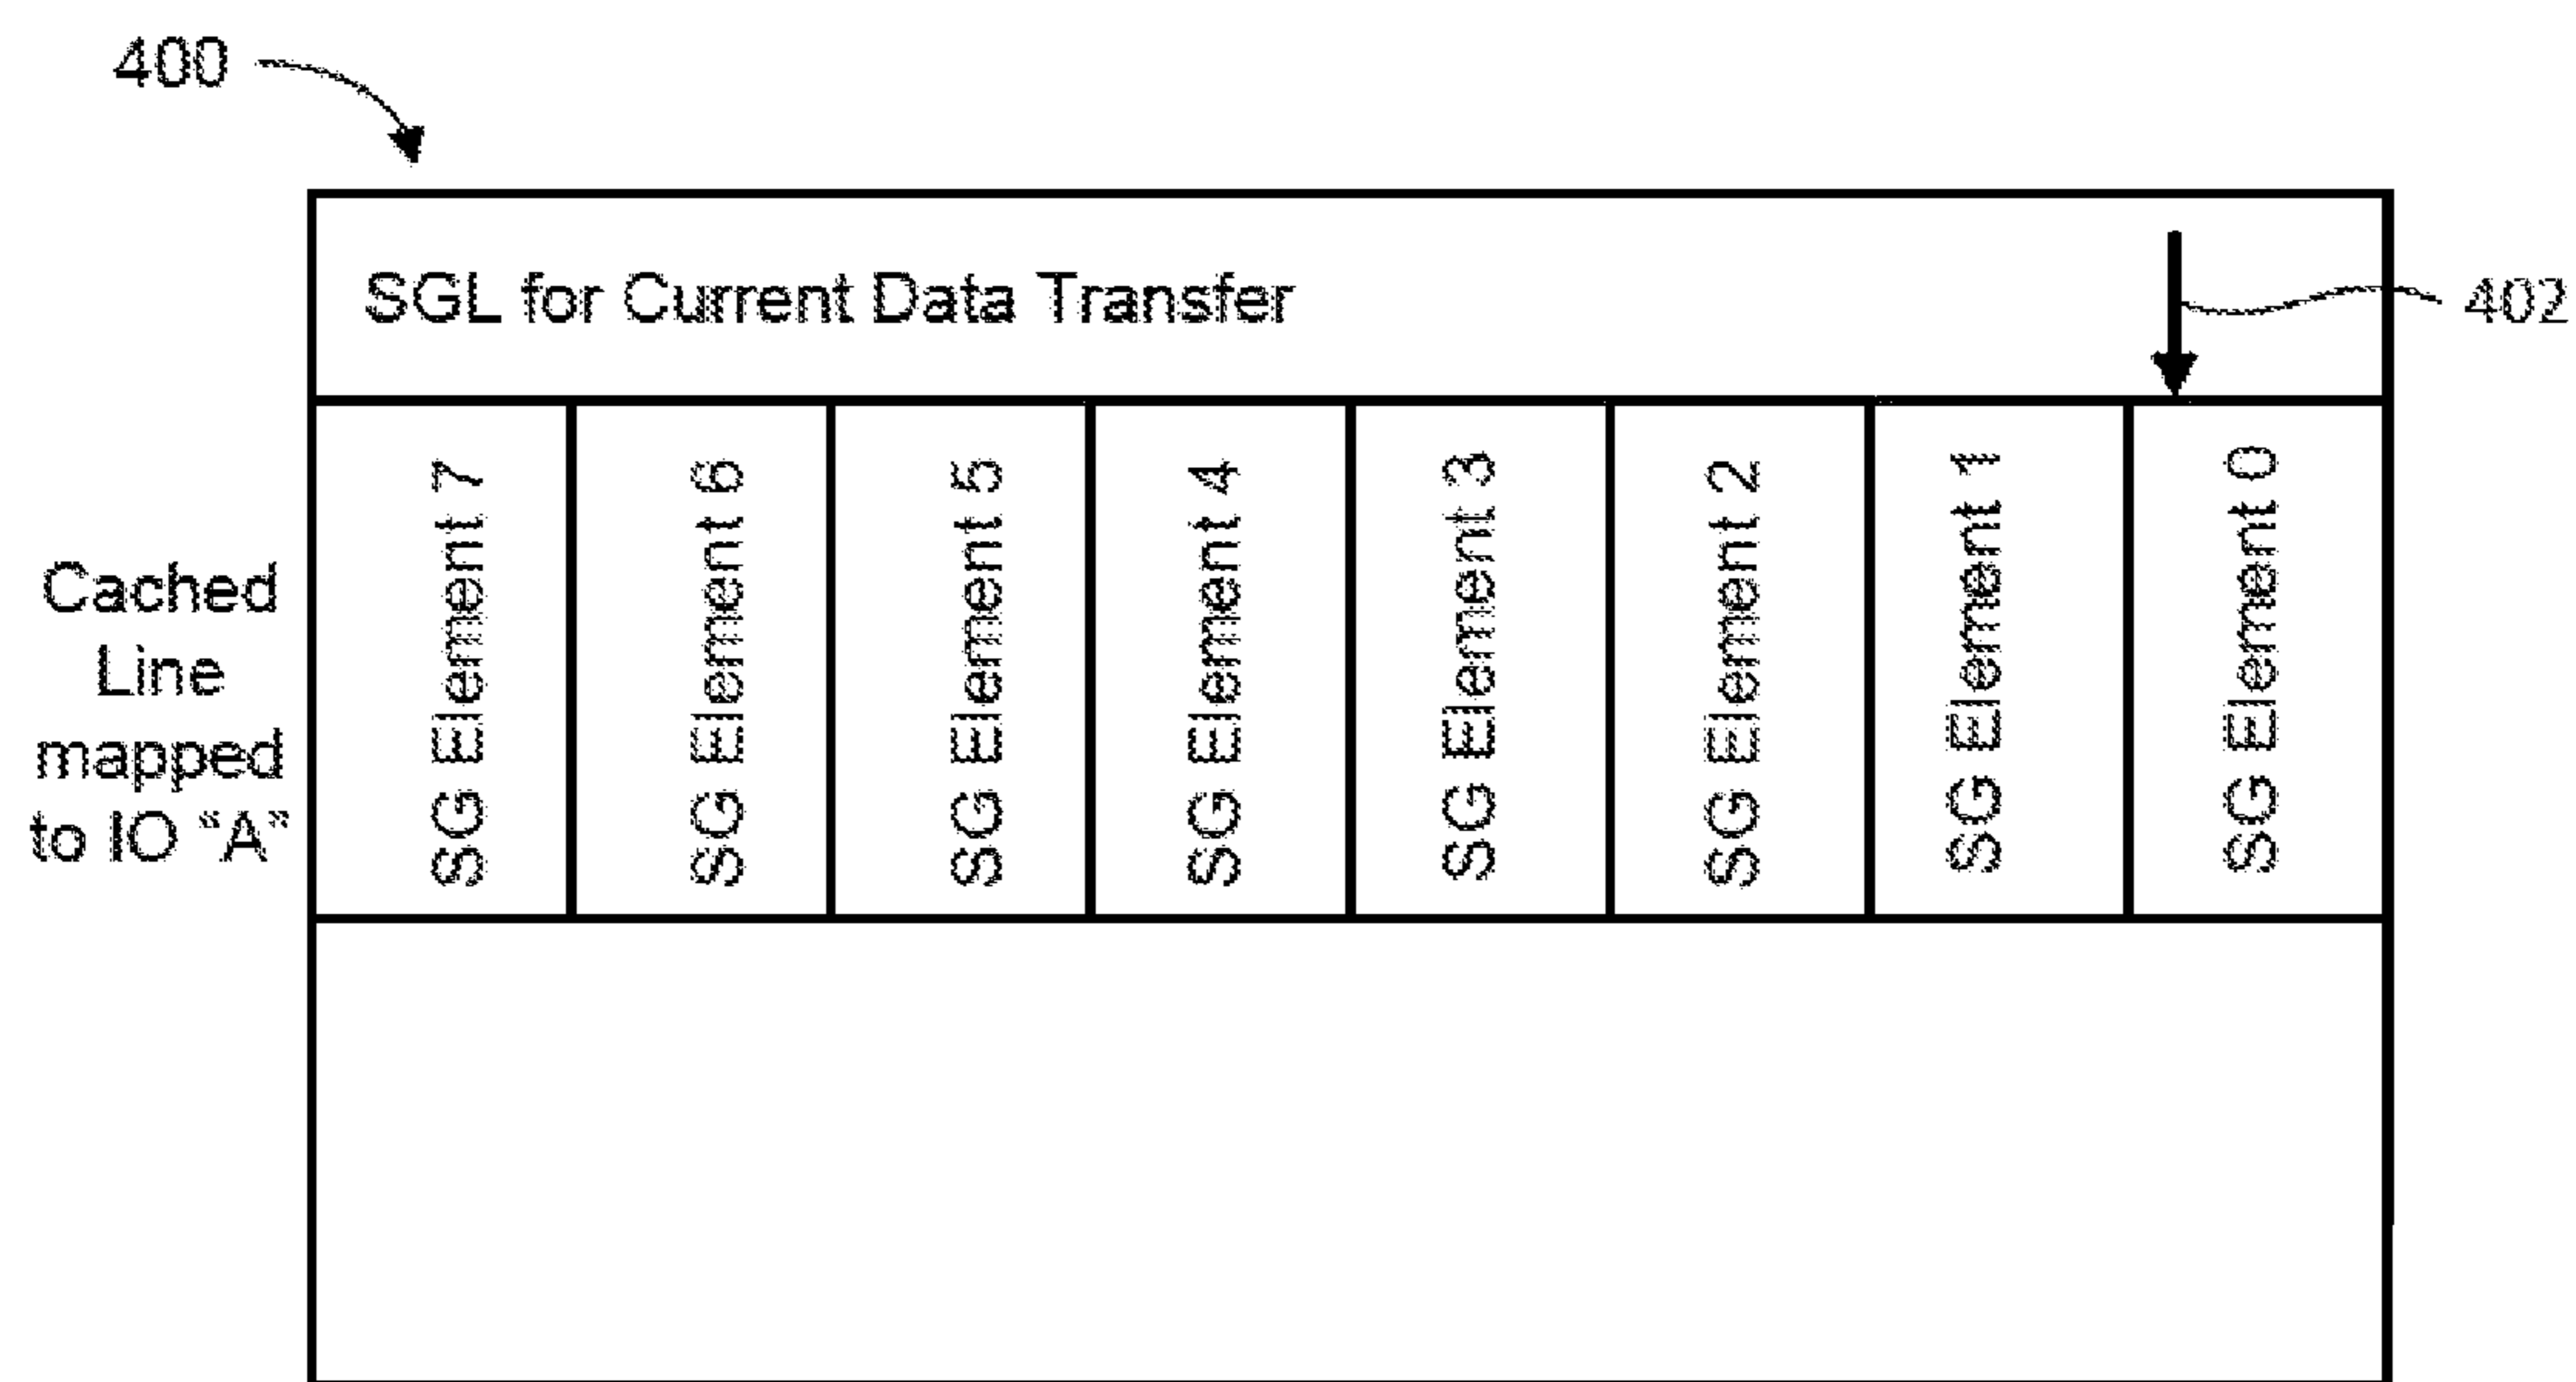 400
SGL for Current Data Transfer
402
Cached
Line
mapped
to IO “A”
SG Element 7
SG Element 6
SG Element 5
SG Element 4
SG Element 3
SG Element 2
SG Element 1
SG Element 0